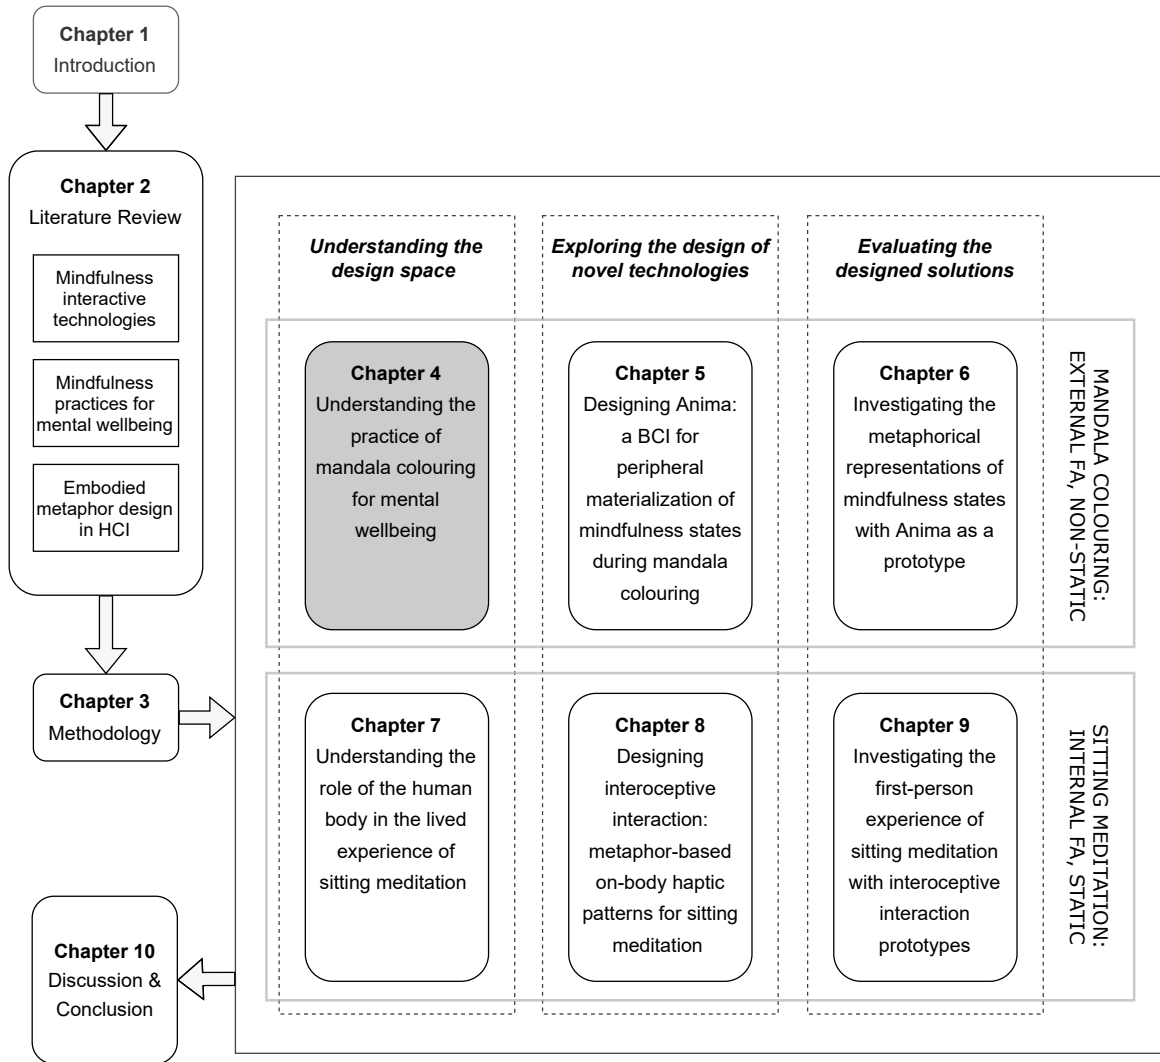 Chapter 1
Introduction
Chapter 2
Literature Review
Mindfulness
interactive
technologies
Mindfulness
practices for
mental wellbeing
Embodied
metaphor design
in HCI
Chapter 3
Methodology
Understanding the
design space
Exploring the design of
novel technologies
Evaluating the
designed solutions
Chapter 4
Understanding the
practice of
mandala colouring
for mental
wellbeing
Chapter 5
Designing Anima:
a BCI for
peripheral
materialization of
mindfulness states
during mandala
colouring
Chapter 6
Investigating the
metaphorical
representations of
mindfulness states
with Anima as a
prototype
MANDALA COLOURING:
EXTERNAL FA, NON-STATIC
Chapter 7
Understanding the
role of the human
body in the lived
experience of
sitting meditation
Chapter 8
Designing
interoceptive
interaction:
metaphor-based
on-body haptic
patterns for sitting
meditation
Chapter 9
Investigating the
first-person
experience of
sitting meditation
with interoceptive
interaction
prototypes
SITTING MEDITATION:
INTERNAL FA, STATIC
Chapter 10
Discussion &
Conclusion